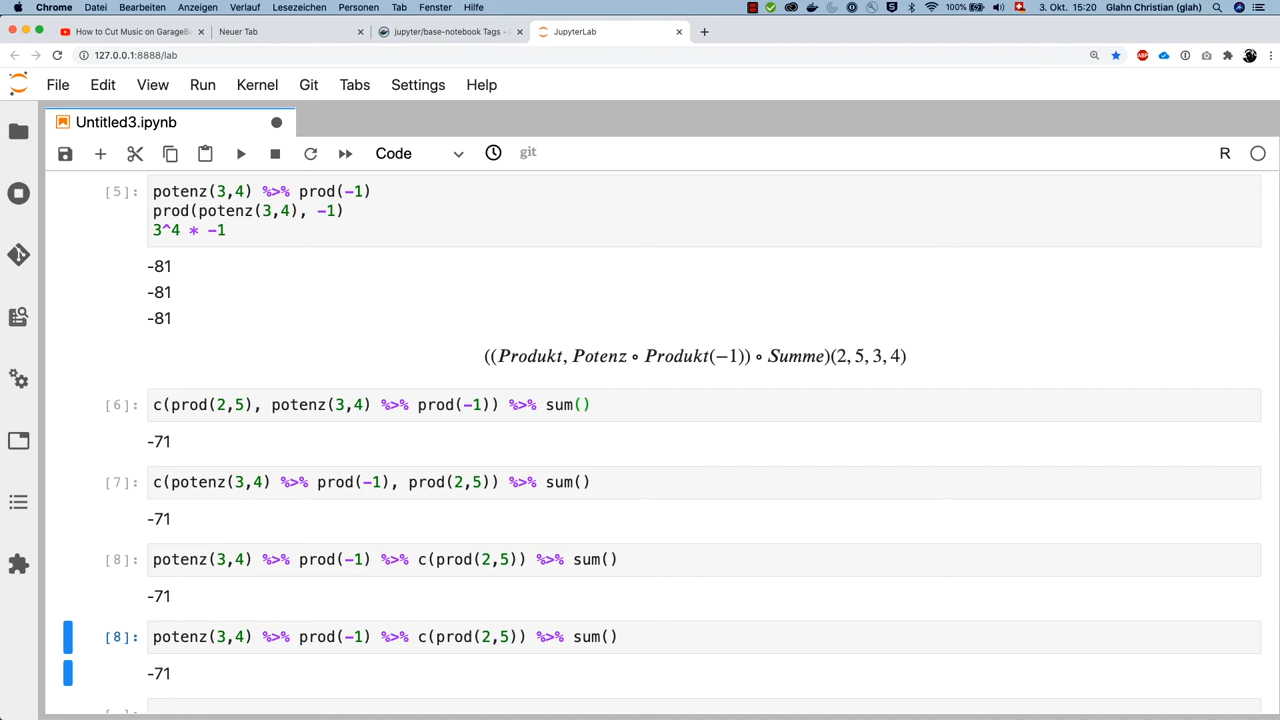 Chrome Datei Bearbeiten Anzeigen Verlauf Lesezeichen Personen Tab Fenster Hilfe 100% 3. Okt. 15:20 Glahn Christian (glah)
How to Cut Music on GarageBa Neuer Tab jupyter/base-notebook Tags - JupyterLab
127.0.0.1:8888/lab
File Edit View Run Kernel Git Tabs Settings Help
Untitled3.ipynb
Code git R
[5]: potenz(3,4) %>% prod(-1)
prod(potenz(3,4), -1)
3^4 * -1
-81
-81
-81
((Produkt, Potenz ∘ Produkt(−1)) ∘ Summe)(2, 5, 3, 4)
[6]: c(prod(2,5), potenz(3,4) %>% prod(-1)) %>% sum()
-71
[7]: c(potenz(3,4) %>% prod(-1), prod(2,5)) %>% sum()
-71
[8]: potenz(3,4) %>% prod(-1) %>% c(prod(2,5)) %>% sum()
-71
[8]: potenz(3,4) %>% prod(-1) %>% c(prod(2,5)) %>% sum()
-71